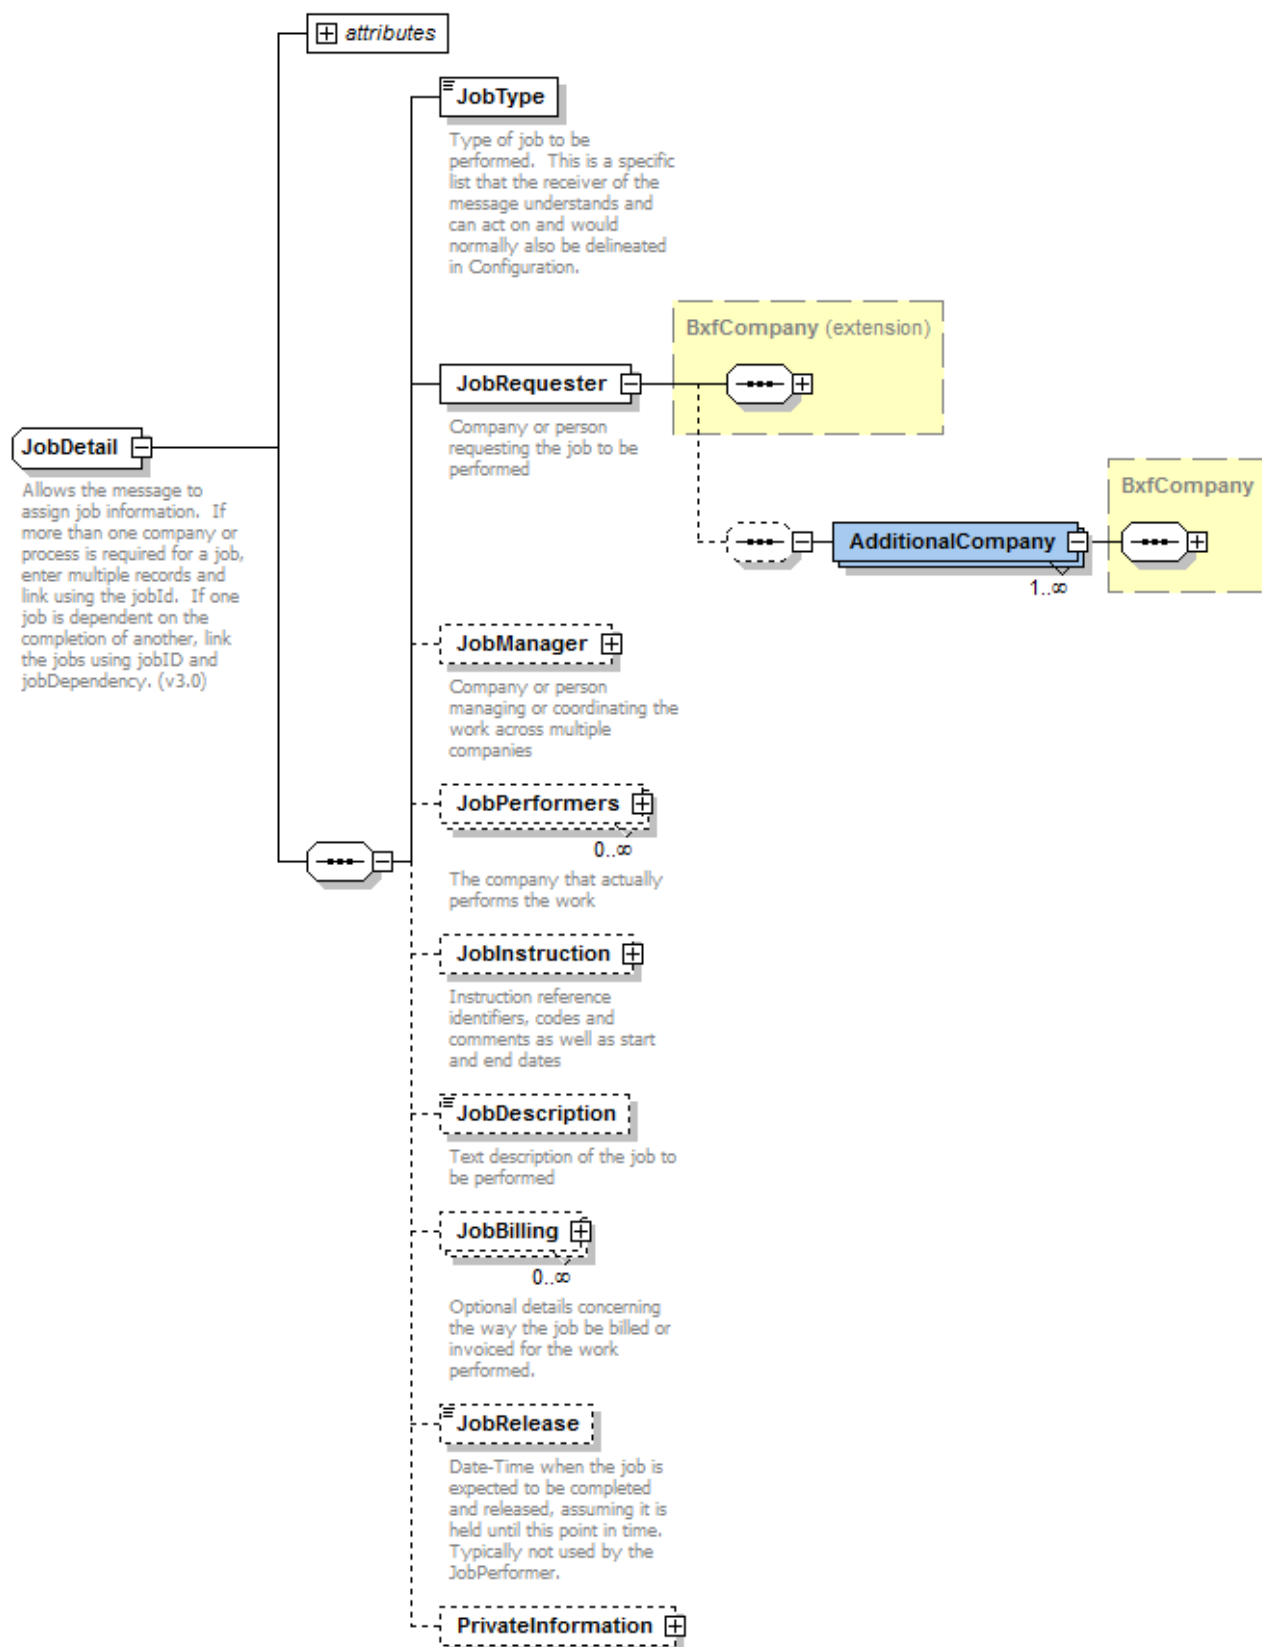 attributes
JobType
Type of job to be
performed.  This is a specific
list that the receiver of the
message understands and
can act on and would
normally also be delineated
in Configuration.
BxfCompany (extension)
JobRequester
Company or person
requesting the job to be
performed
JobDetail
Allows the message to
assign job information.  If
more than one company or
process is required for a job,
enter multiple records and
link using the jobId.  If one
job is dependent on the
completion of another, link
the jobs using jobID and
jobDependency. (v3.0)
BxfCompany
AdditionalCompany
1..∞
JobManager
Company or person
managing or coordinating the
work across multiple
companies
JobPerformers
0..∞
The company that actually
performs the work
JobInstruction
Instruction reference
identifiers, codes and
comments as well as start
and end dates
JobDescription
Text description of the job to
be performed
JobBilling
0..∞
Optional details concerning
the way the job be billed or
invoiced for the work
performed.
JobRelease
Date-Time when the job is
expected to be completed
and released, assuming it is
held until this point in time.
Typically not used by the
JobPerformer.
PrivateInformation